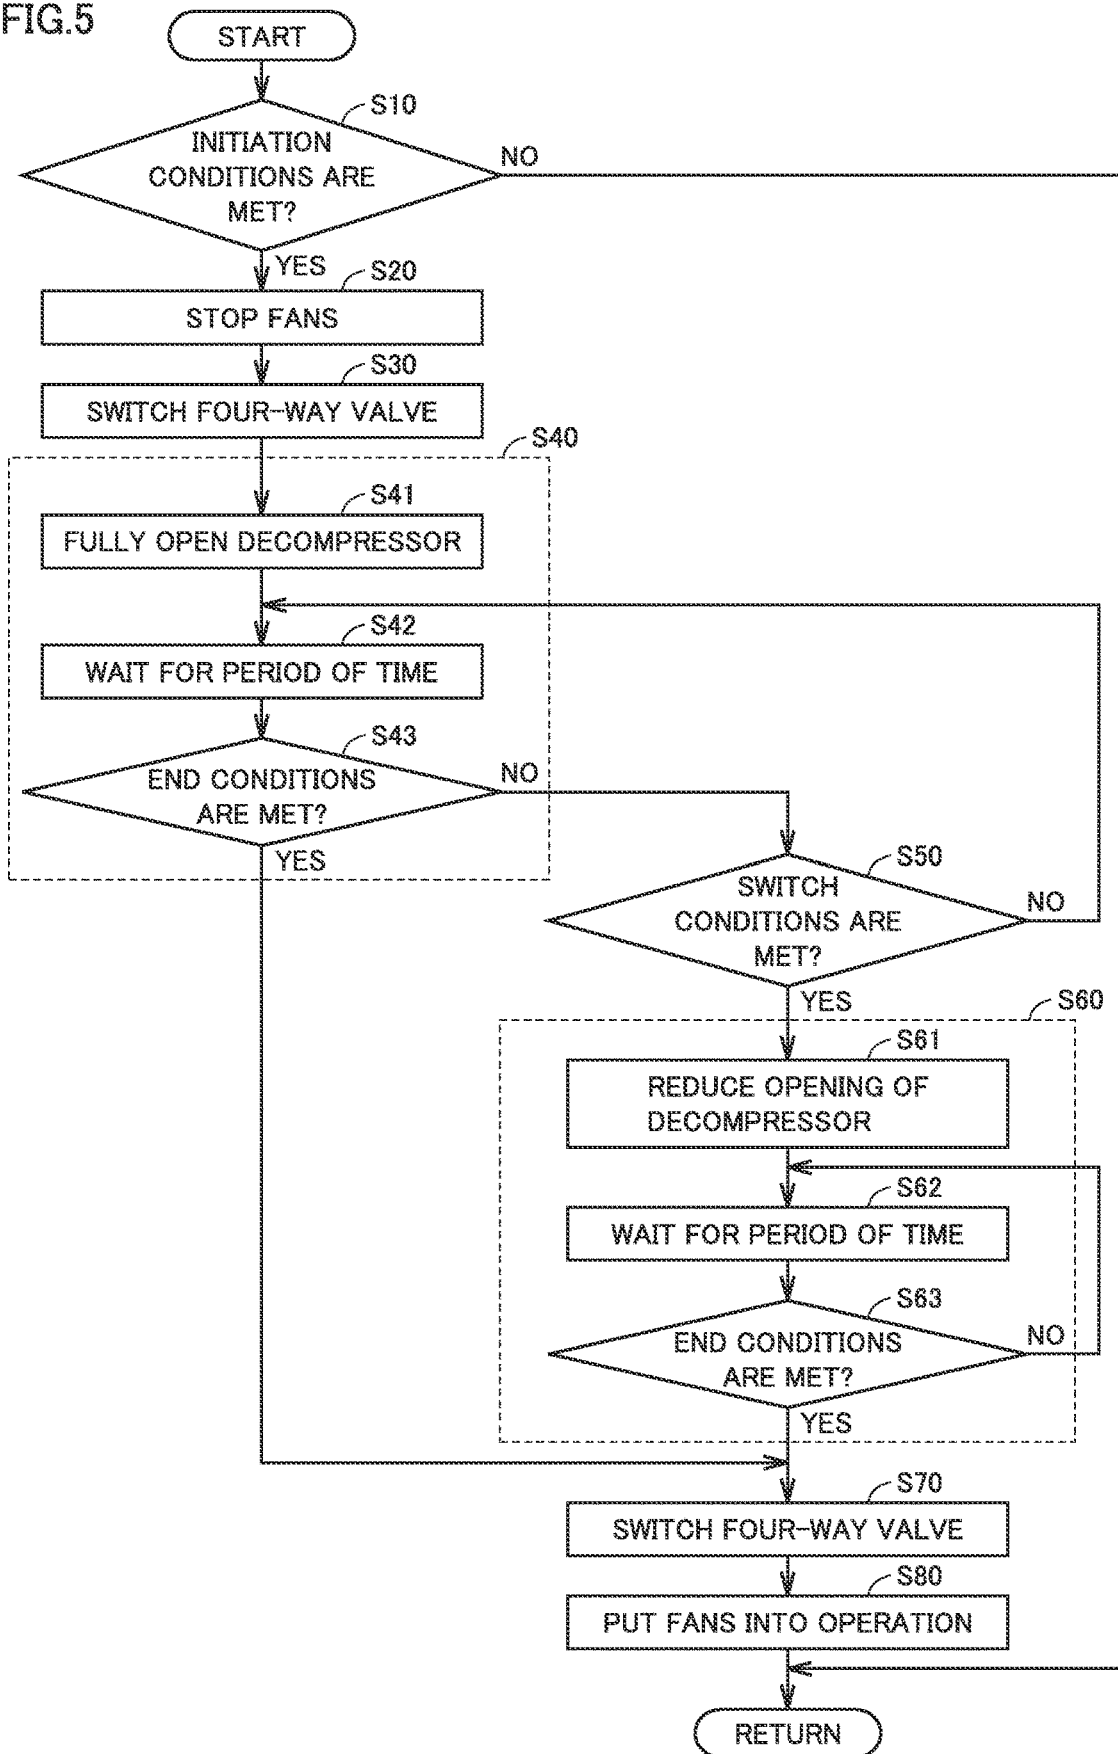 FIG.5
START
S10
INITIATION
CONDITIONS ARE
MET?
NO
YES
S20
STOP FANS
S30
SWITCH FOUR-WAY VALVE
S40
S41
FULLY OPEN DECOMPRESSOR
S42
WAIT FOR PERIOD OF TIME
S43
END CONDITIONS
ARE MET?
NO
YES
S50
SWITCH
CONDITIONS ARE
MET?
NO
YES
S60
S61
REDUCE OPENING OF
DECOMPRESSOR
S62
WAIT FOR PERIOD OF TIME
S63
END CONDITIONS
ARE MET?
NO
YES
S70
SWITCH FOUR-WAY VALVE
S80
PUT FANS INTO OPERATION
RETURN